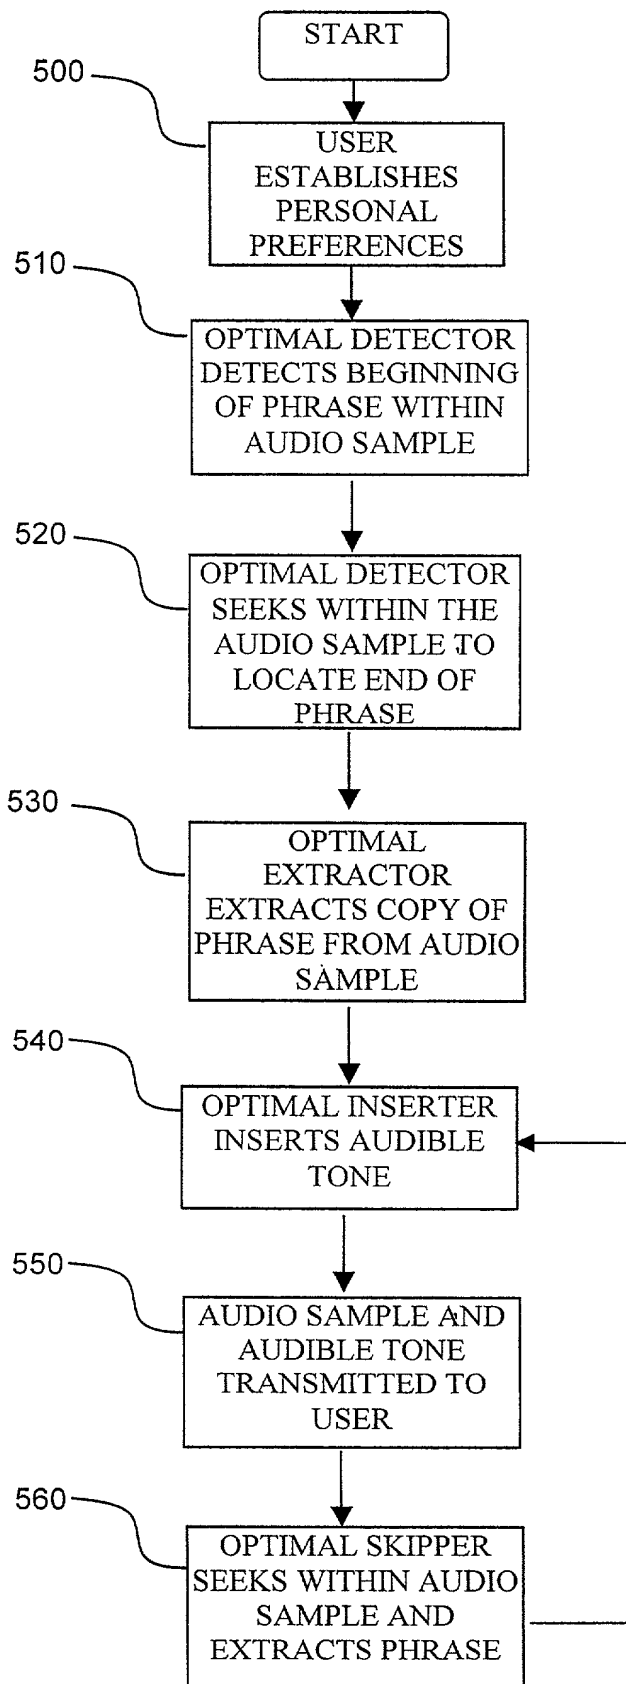 START
500
USER
ESTABLISHES
PERSONAL
PREFERENCES
510
OPTIMAL DETECTOR
DETECTS BEGINNING
OF PHRASE WITHIN
AUDIO SAMPLE
520
OPTIMAL DETECTOR
SEEKS WITHIN THE
AUDIO SAMPLE TO
LOCATE END OF
PHRASE
530
OPTIMAL
EXTRACTOR
EXTRACTS COPY OF
PHRASE FROM AUDIO
SAMPLE
540
OPTIMAL INSERTER
INSERTS AUDIBLE
TONE
550
AUDIO SAMPLE AND
AUDIBLE TONE
TRANSMITTED TO
USER
560
OPTIMAL SKIPPER
SEEKS WITHIN AUDIO
SAMPLE AND
EXTRACTS PHRASE